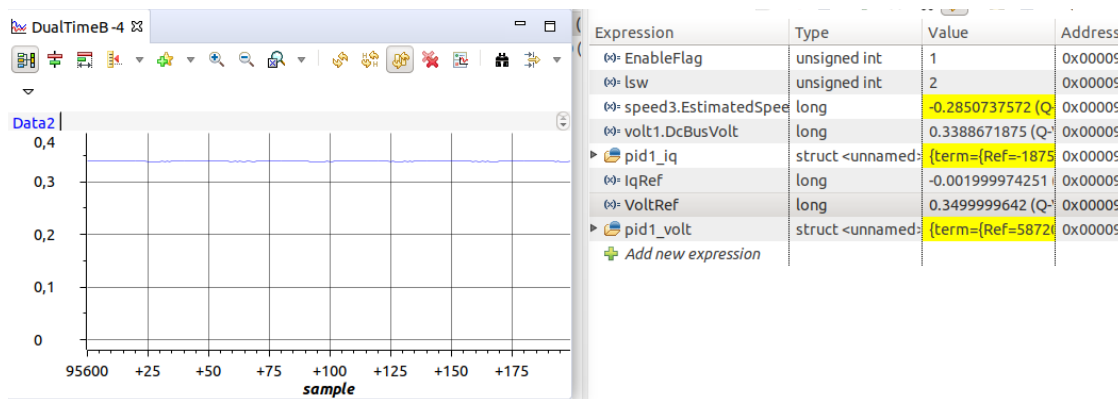 DualTimeB -4
Data2
0,4
0,3
0,2
0,1
0
95600 +25 +50 +75 +100 +125 +150 +175
sample
Expression Type Value Address
(x)= EnableFlag unsigned int 1 0x00009
(x)= lsw unsigned int 2 0x00009
(x)= speed3.EstimatedSpee long -0.2850737572 (Q- 0x00009
(x)= volt1.DcBusVolt long 0.3388671875 (Q- 0x00009
pid1_iq struct <unnamed> {term={Ref=-1875 0x00009
(x)= IqRef long -0.001999974251 0x00009
(x)= VoltRef long 0.3499999642 (Q- 0x00009
pid1_volt struct <unnamed> {term={Ref=5872 0x00009
Add new expression